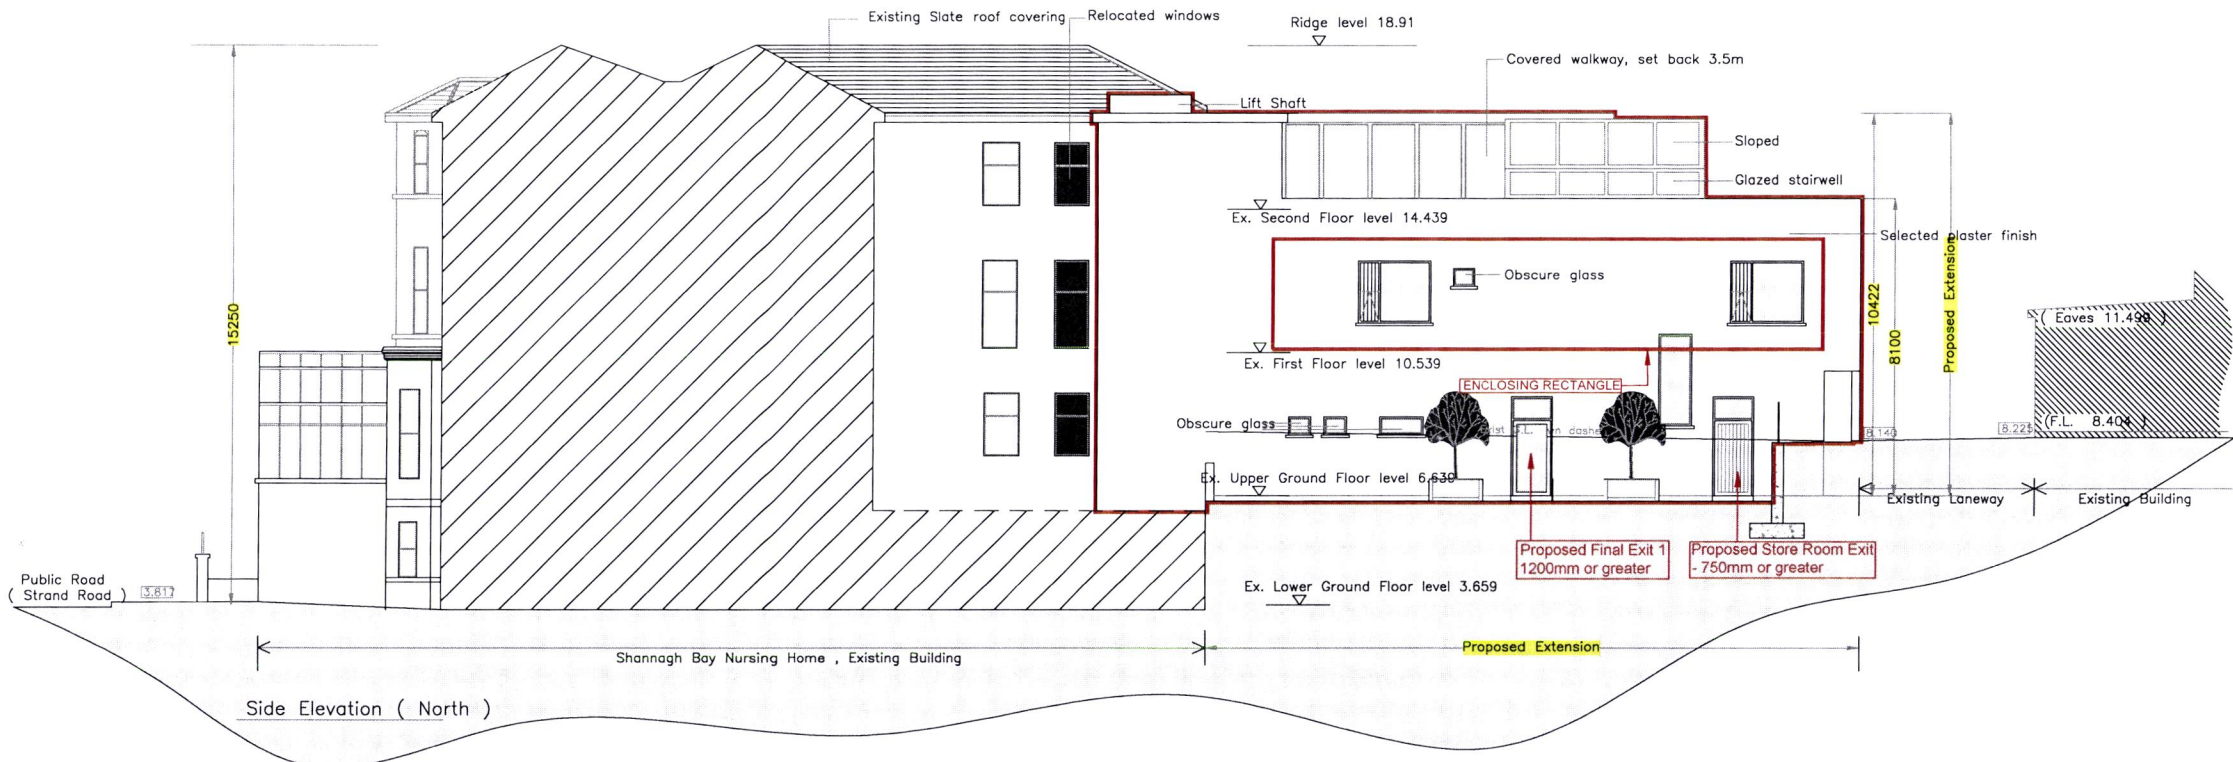 Existing Slate roof covering
Relocated windows
Ridge level 18.91
Covered walkway, set back 3.5m
Lift Shaft
Sloped
Glazed stairwell
Ex. Second Floor level 14.439
Selected plaster finish
Obscure glass
15250
10422
8100
Proposed Extension
( Eaves 11.499 )
Ex. First Floor level 10.539
ENCLOSING RECTANGLE
Obscure glass
8.140
8.225
(F.L. 8.404 )
Ex. Upper Ground Floor level 6.639
Existing Laneway
Existing Building
Proposed Final Exit 1
1200mm or greater
Proposed Store Room Exit
- 750mm or greater
Public Road
( Strand Road )
3.817
Ex. Lower Ground Floor level 3.659
Shannagh Bay Nursing Home , Existing Building
Proposed Extension
Side Elevation ( North )